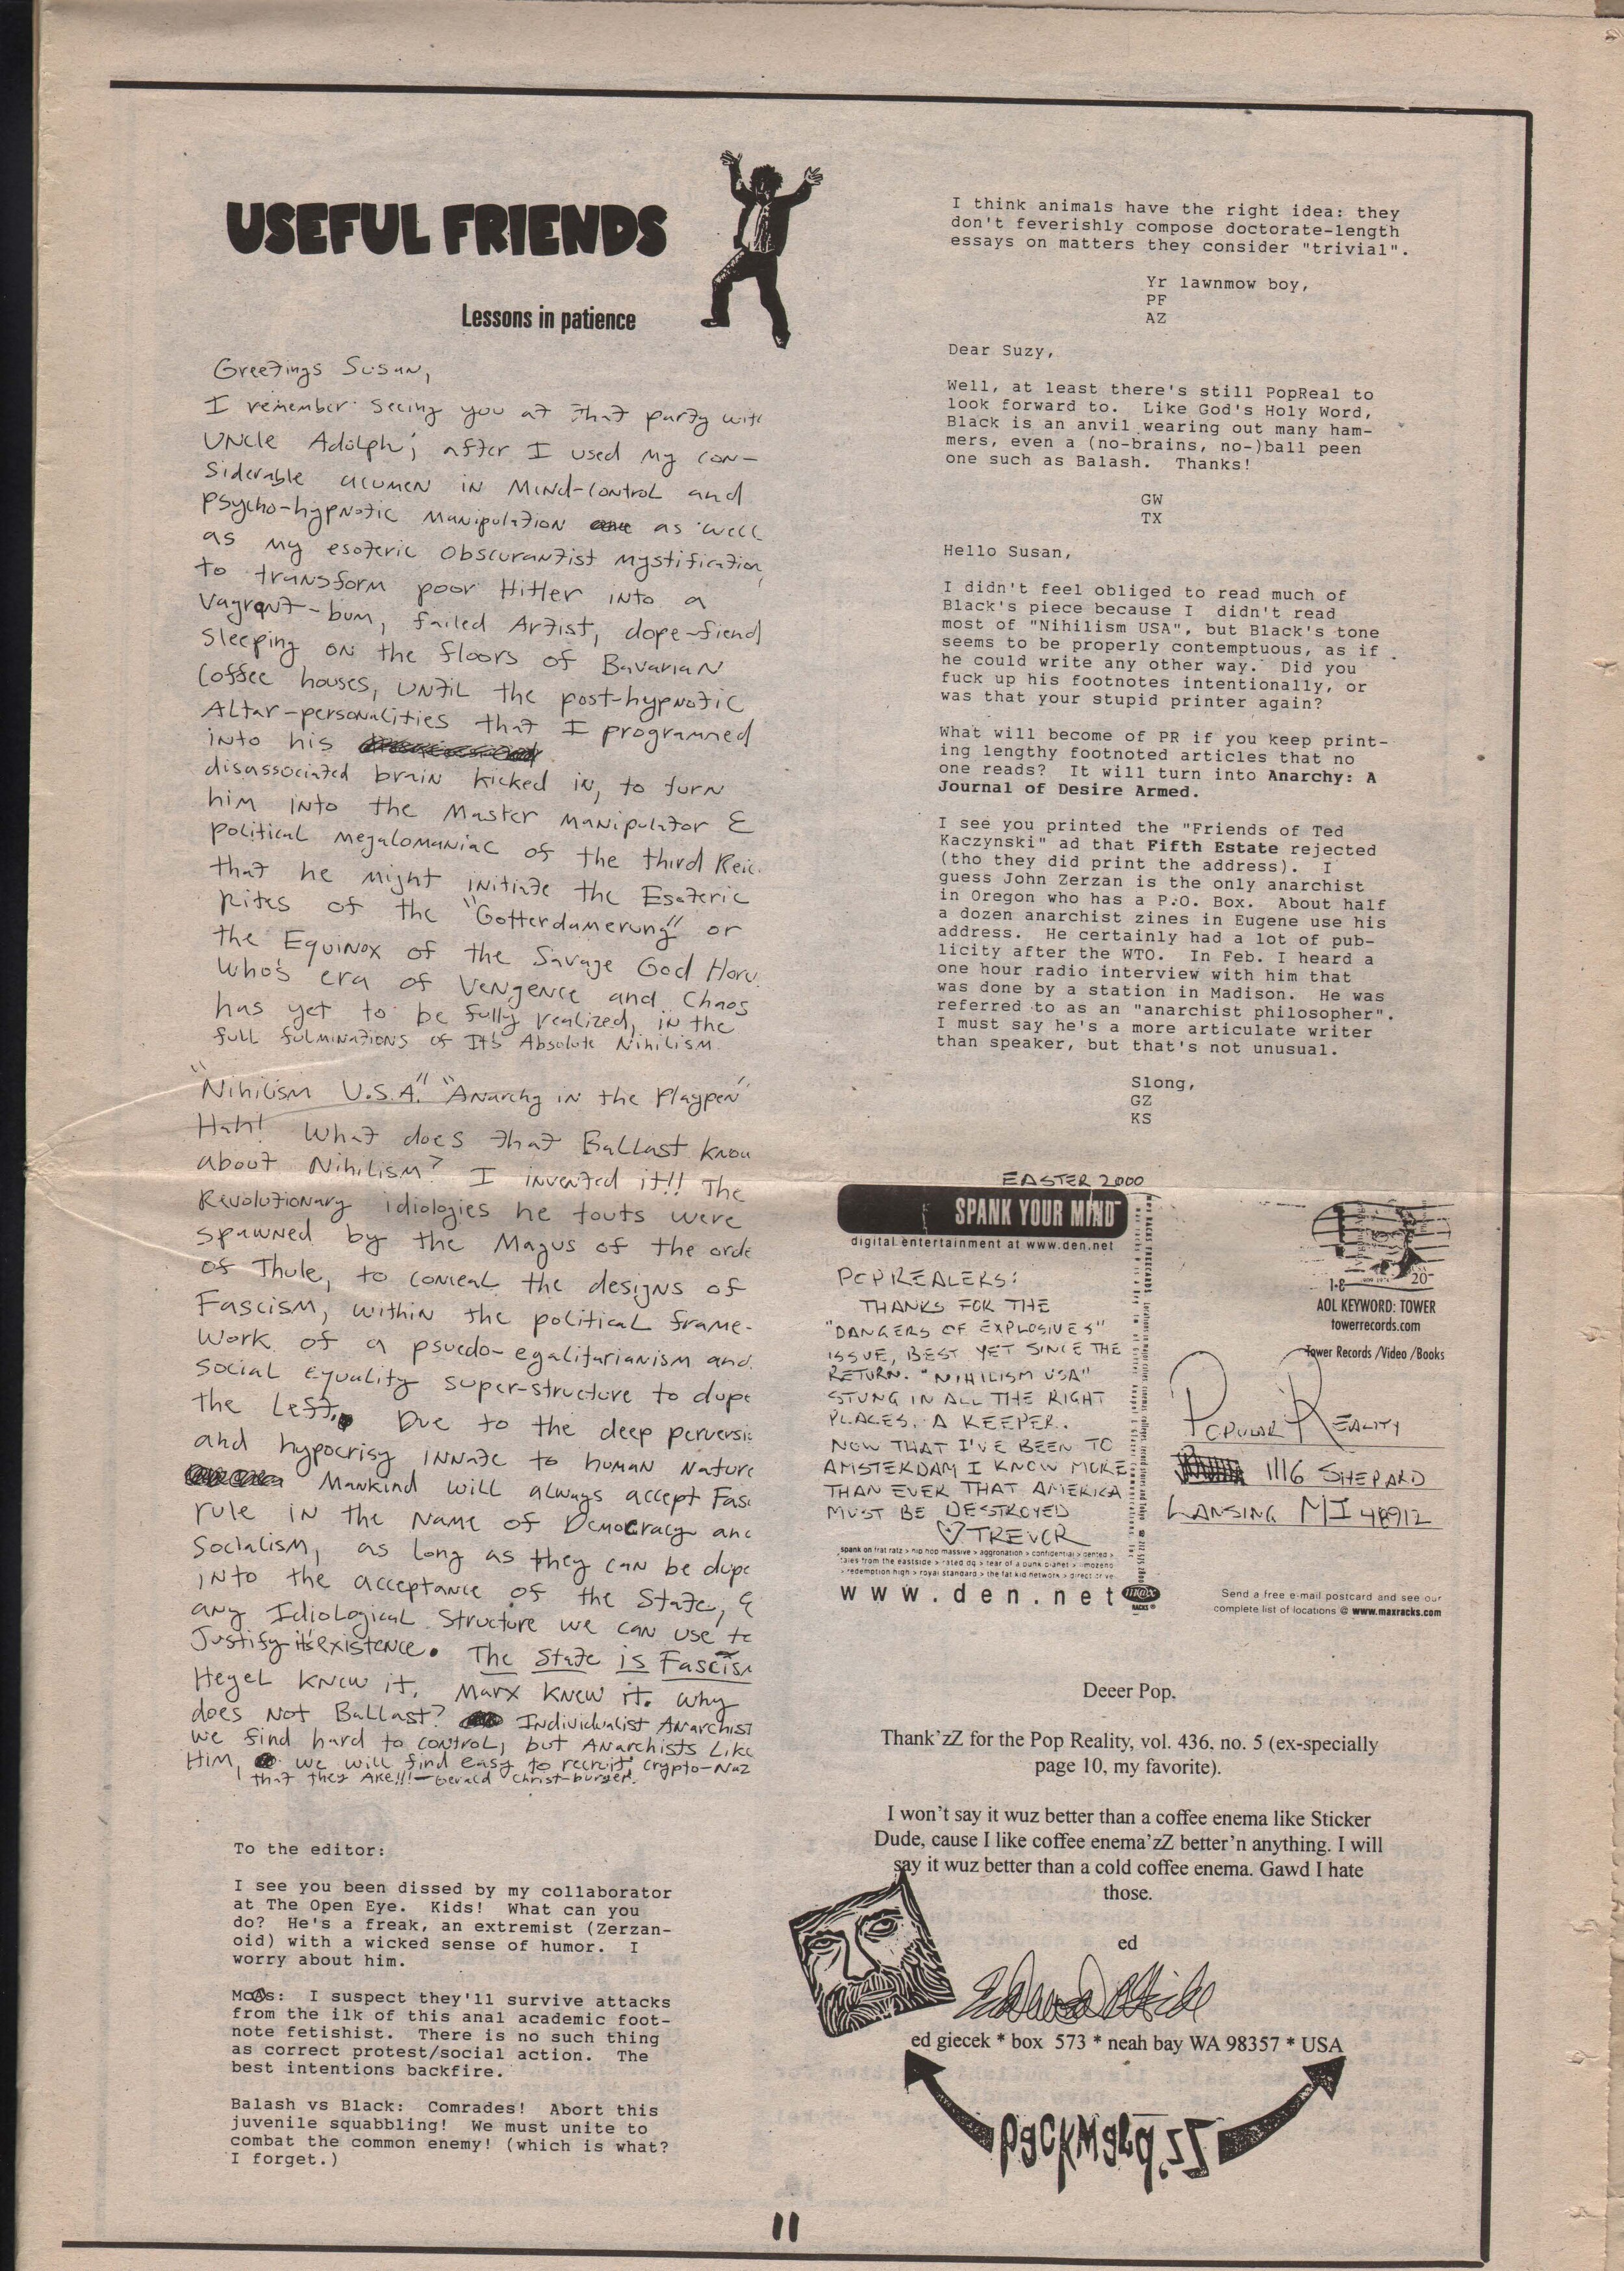 USEFUL FRIENDS
Lessons in patience
Greetings Susan,
I remember seeing you at that party with
UNcle Adolph; after I used my con-
siderable acumen in Mind-control and
psycho-hypnotic Manipulation as well
as my esoteric obscurantist mystification,
to transform poor Hitler into a
vagrant-bum, failed Artist, dope-fiend
sleeping on the floors of Bavarian
Coffee houses, until the post-hypnotic
Altar-personalities that I programmed
into his
disassociated brain kicked in, to turn
him into the Master manipulator &
political megalomaniac of the third Reic
that he might initiate the Esoteric
Rites of the "Gotterdamerung" or
the Equinox of the Savage God Horu
who's era of Vengence and Chaos
has yet to be fully realized, in the
full fulminations of It's Absolute Nihilism
"Nihilism U.S.A." "Anarchy in the Playpen"
Hah! What does that Ballast know
about Nihilism? I invented it!! The
Revolutionary idiologies he touts were
spawned by the Magus of the orde
of Thule, to conceal the designs of
Fascism, within the political frame-
work of a psuedo-egalitarianism and
social equality super-structure to dupe
the Left. Due to the deep perversi
and hypocrisy innate to human nature
Mankind will always accept Fas
rule in the name of Democracy and
Socialism, as long as they can be dupe
into the acceptance of the State, &
any Idiological Structure we can use to
Justify it's existence. The State is Fascism
Hegel knew it, Marx knew it. Why
does not Ballast? Individualist Anarchist
we find hard to control, but Anarchists Like
Him, we will find easy to recruit, crypto-Naz
that they ARE!!! — Gerald Christ-burger.
To the editor:
I see you been dissed by my collaborator
at The Open Eye. Kids! What can you
do? He's a freak, an extremist (Zerzan-
oid) with a wicked sense of humor. I
worry about him.
McAs: I suspect they'll survive attacks
from the ilk of this anal academic foot-
note fetishist. There is no such thing
as correct protest/social action. The
best intentions backfire.
Balash vs Black: Comrades! Abort this
juvenile squabbling! We must unite to
combat the common enemy! (which is what?
I forget.)
I think animals have the right idea: they
don't feverishly compose doctorate-length
essays on matters they consider "trivial".
Yr lawnmow boy,
PF
AZ
Dear Suzy,
Well, at least there's still PopReal to
look forward to. Like God's Holy Word,
Black is an anvil wearing out many ham-
mers, even a (no-brains, no-)ball peen
one such as Balash. Thanks!
GW
TX
Hello Susan,
I didn't feel obliged to read much of
Black's piece because I didn't read
most of "Nihilism USA", but Black's tone
seems to be properly contemptuous, as if
he could write any other way. Did you
fuck up his footnotes intentionally, or
was that your stupid printer again?
What will become of PR if you keep print-
ing lengthy footnoted articles that no
one reads? It will turn into Anarchy: A
Journal of Desire Armed.
I see you printed the "Friends of Ted
Kaczynski" ad that Fifth Estate rejected
(tho they did print the address). I
guess John Zerzan is the only anarchist
in Oregon who has a P.O. Box. About half
a dozen anarchist zines in Eugene use his
address. He certainly had a lot of pub-
licity after the WTO. In Feb. I heard a
one hour radio interview with him that
was done by a station in Madison. He was
referred to as an "anarchist philosopher".
I must say he's a more articulate writer
than speaker, but that's not unusual.
Slong,
GZ
KS
EASTER 2000
SPANK YOUR MIND
digital entertainment at www.den.net
POPREALERS:
THANKS FOR THE
"DANGERS OF EXPLOSIVES"
ISSUE, BEST YET SINCE THE
RETURN. "NIHILISM USA"
STUNG IN ALL THE RIGHT
PLACES. A KEEPER.
NOW THAT I'VE BEEN TO
AMSTERDAM I KNOW MORE
THAN EVER THAT AMERICA
MUST BE DESTROYED
♡ TREVOR
spank on frat ratz > hip hop massive > aggronation > confidential > dented >
tales from the eastside > rated dq > fear of a punk planet >
> redemption high > royal standard > the fat kid network >
www.den.net
max
RACKS
20
AOL KEYWORD: TOWER
towerrecords.com
Tower Records /Video /Books
POPULAR REALITY
1116 SHEPARD
LANSING MI 48912
Send a free e-mail postcard and see our
complete list of locations @ www.maxracks.com
Deeer Pop,
Thank'zZ for the Pop Reality, vol. 436, no. 5 (ex-specially
page 10, my favorite).
I won't say it wuz better than a coffee enema like Sticker
Dude, cause I like coffee enema'zZ better'n anything. I will
say it wuz better than a cold coffee enema. Gawd I hate
those.
ed
ed giecek * box 573 * neah bay WA 98357 * USA
11